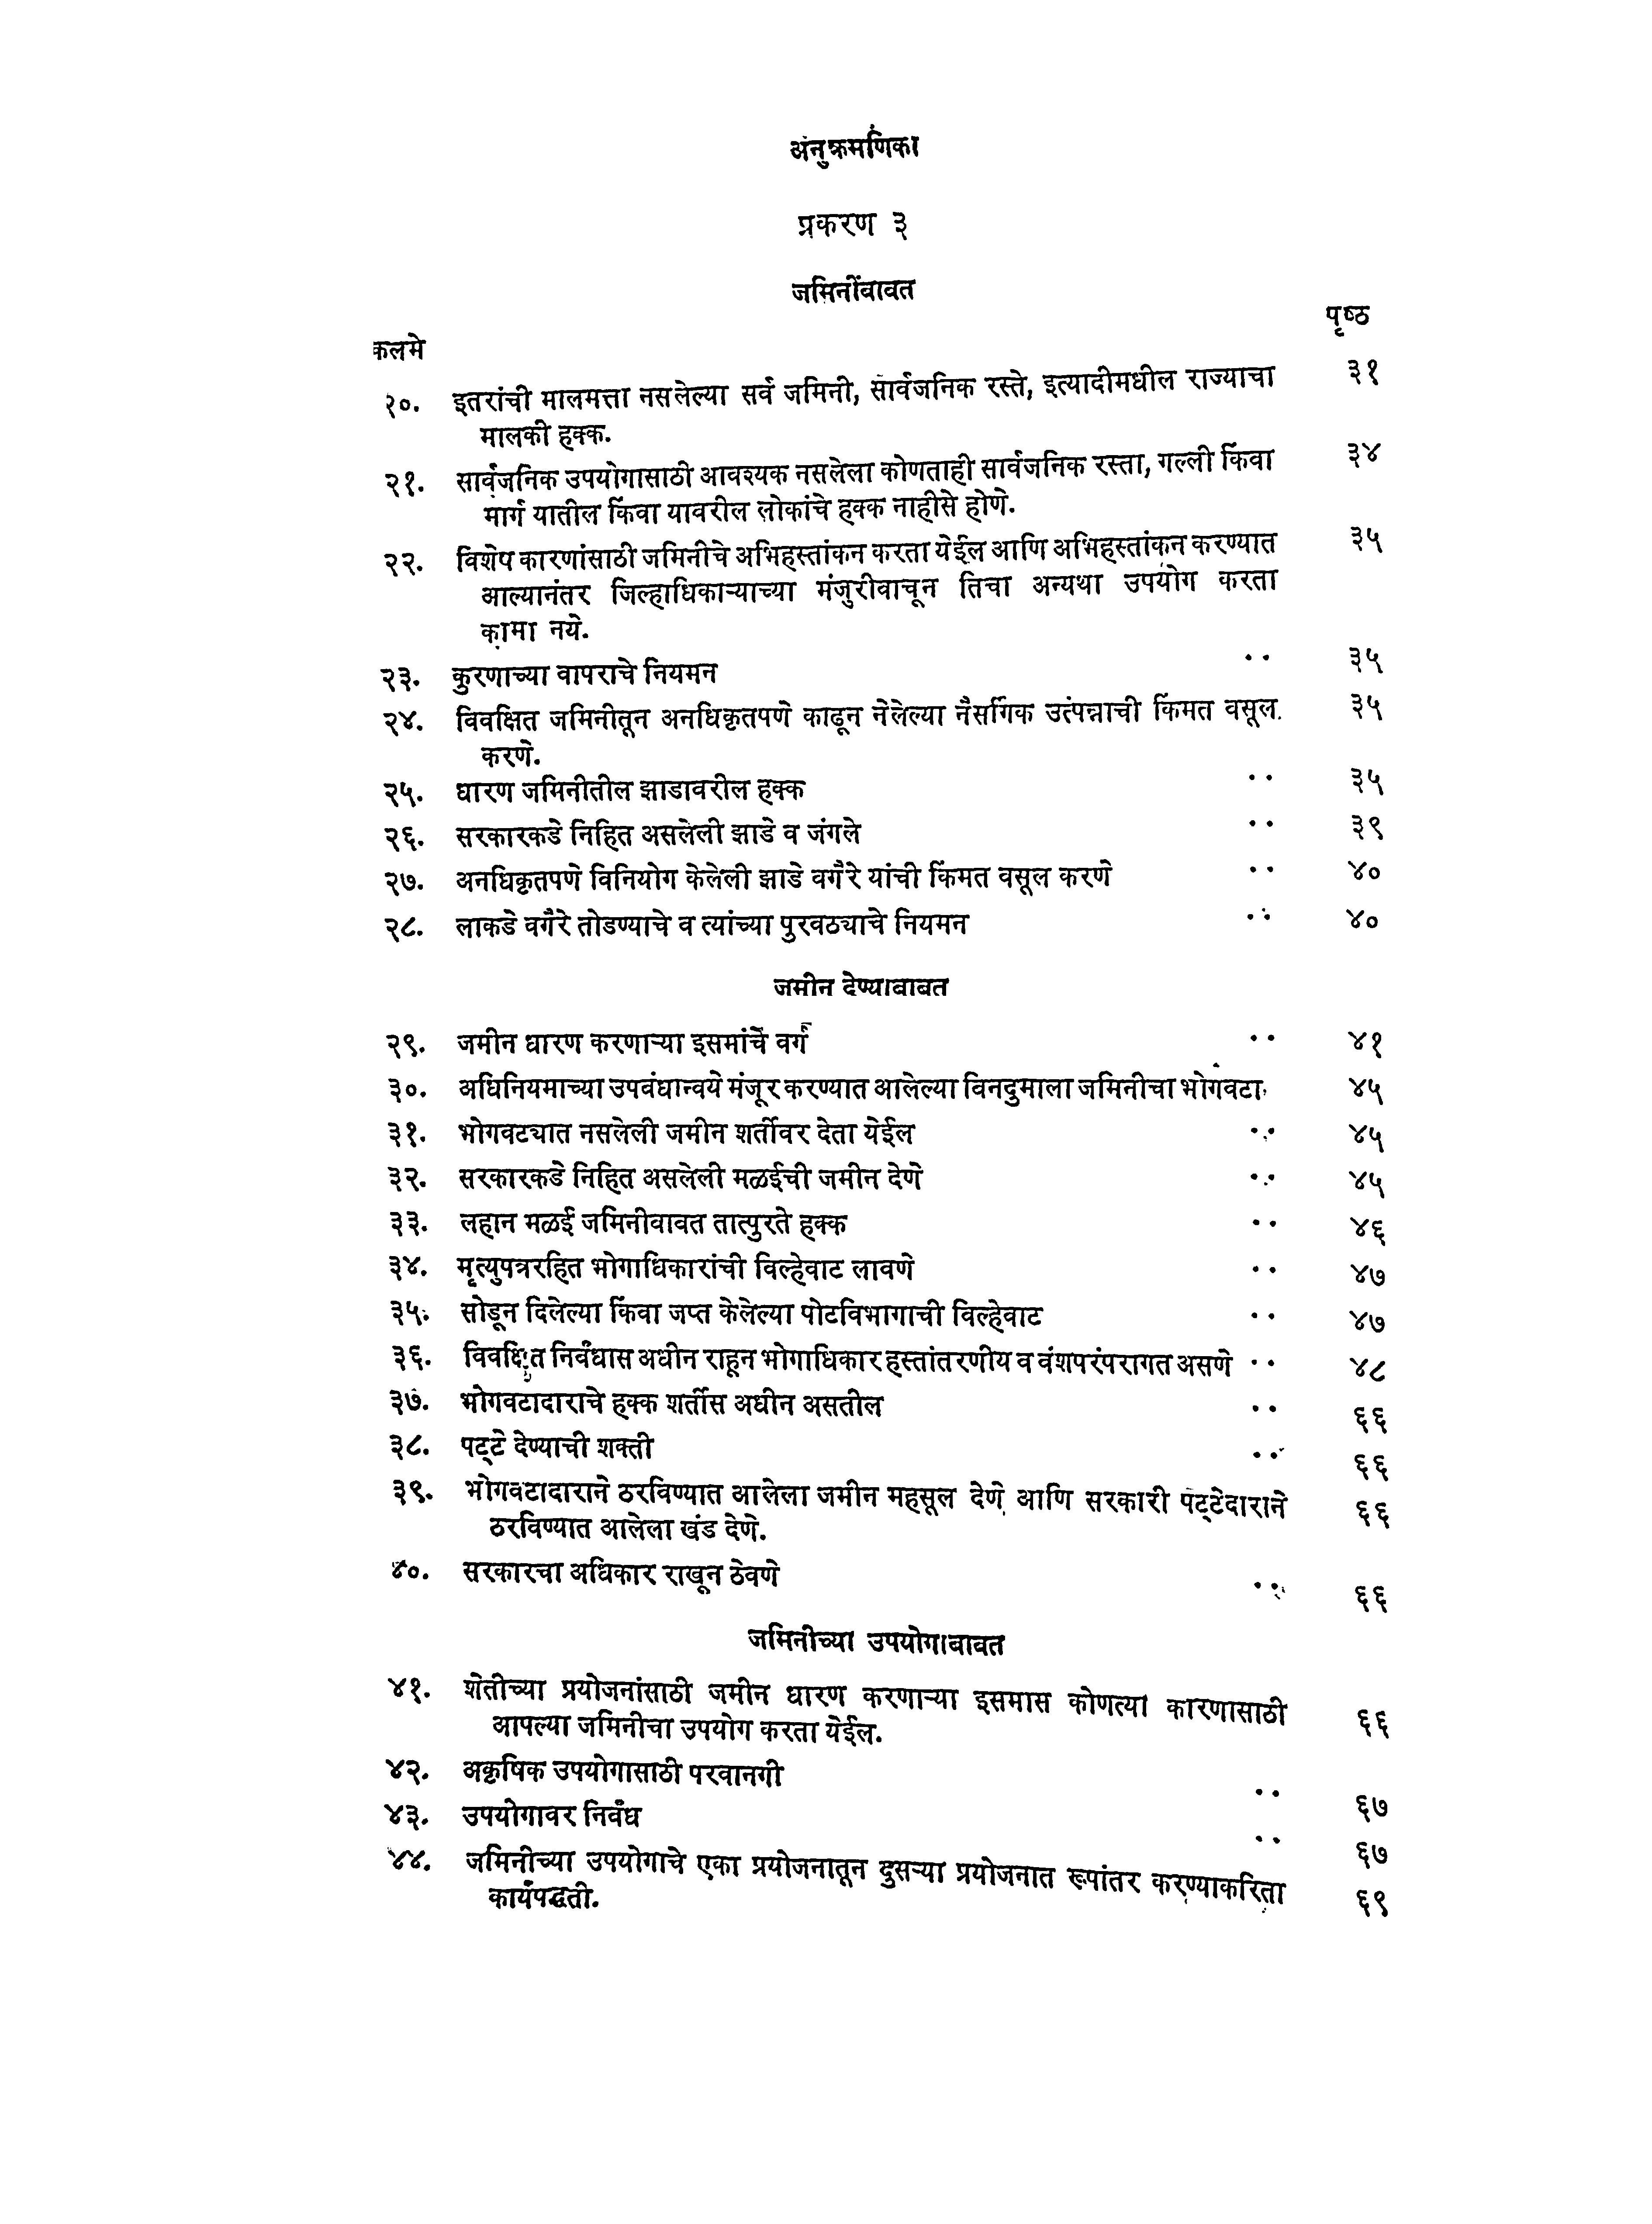 अनुक्रमणिका
प्रकरण ३
जमिनींबाबत
पृष्ठ
कलमे
२०. इतरांची मालमत्ता नसलेल्या सर्व जमिनी, सार्वजनिक रस्ते, इत्यादीमधील राज्याचा ३१
मालकी हक्क.
२१. सार्वजनिक उपयोगासाठी आवश्यक नसलेला कोणताही सार्वजनिक रस्ता, गल्ली किंवा ३४
मार्ग यातील किंवा यावरील लोकांचे हक्क नाहीसे होणे.
२२. विशेष कारणांसाठी जमिनीचे अभिहस्तांकन करता येईल आणि अभिहस्तांकन करण्यात ३५
आल्यानंतर जिल्हाधिकाऱ्याच्या मंजुरीवाचून तिचा अन्यथा उपयोग करता
कामा नये.
२३. कुरणाच्या वापराचे नियमन .. ३५
२४. विवक्षित जमिनीतून अनधिकृतपणे काढून नेलेल्या नैसर्गिक उत्पन्नाची किंमत वसूल ३५
करणे.
२५. धारण जमिनीतील झाडावरील हक्क .. ३५
२६. सरकारकडे निहित असलेली झाडे व जंगले .. ३९
२७. अनधिकृतपणे विनियोग केलेली झाडे वगैरे यांची किंमत वसूल करणे .. ४०
२८. लाकडे वगैरे तोडण्याचे व त्यांच्या पुरवठ्याचे नियमन .. ४०
जमीन देण्याबाबत
२९. जमीन धारण करणाऱ्या इसमांचे वर्ग .. ४१
३०. अधिनियमाच्या उपबंधान्वये मंजूर करण्यात आलेल्या बिनदुमाला जमिनीचा भोगवटा ४५
३१. भोगवट्यात नसलेली जमीन शर्तीवर देता येईल .. ४५
३२. सरकारकडे निहित असलेली मळईची जमीन देणे .. ४५
३३. लहान मळई जमिनीबाबत तात्पुरते हक्क .. ४६
३४. मृत्युपत्ररहित भोगाधिकारांची विल्हेवाट लावणे .. ४७
३५. सोडून दिलेल्या किंवा जप्त केलेल्या पोटविभागाची विल्हेवाट .. ४७
३६. विवक्षित निर्बंधास अधीन राहून भोगाधिकार हस्तांतरणीय व वंशपरंपरागत असणे .. ४८
३७. भोगवटादाराचे हक्क शर्तीस अधीन असतील .. ६६
३८. पट्टे देण्याची शक्ती .. ६६
३९. भोगवटादाराने ठरविण्यात आलेला जमीन महसूल देणे आणि सरकारी पट्टेदाराने ६६
ठरविण्यात आलेला खंड देणे.
४०. सरकारचा अधिकार राखून ठेवणे .. ६६
जमिनीच्या उपयोगाबाबत
४१. शेतीच्या प्रयोजनांसाठी जमीन धारण करणाऱ्या इसमास कोणत्या कारणासाठी ६६
आपल्या जमिनीचा उपयोग करता येईल.
४२. अकृषिक उपयोगासाठी परवानगी .. ६७
४३. उपयोगावर निर्बंध .. ६७
४४. जमिनीच्या उपयोगाचे एका प्रयोजनातून दुसऱ्या प्रयोजनात रूपांतर करण्याकरिता ६९
कार्यपद्धती.